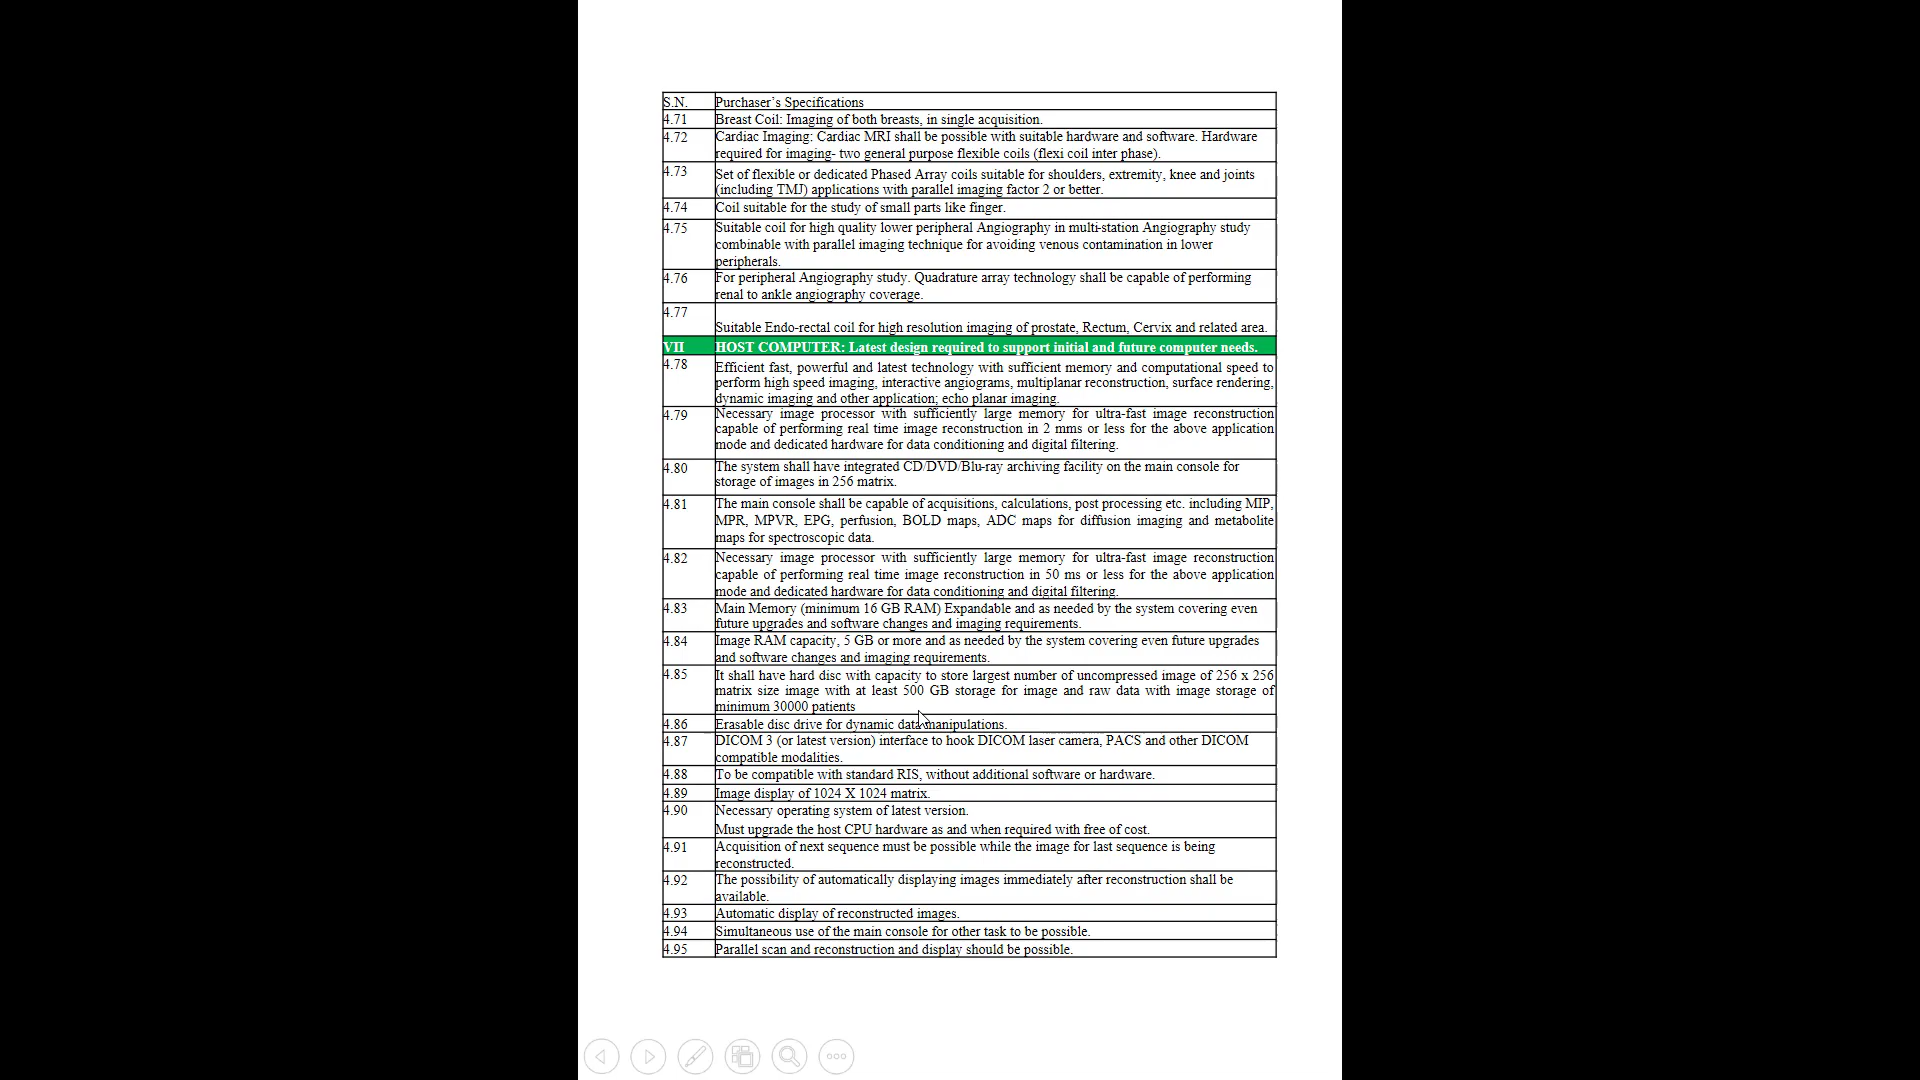 S.N. Purchaser’s Specifications
4.71 Breast Coil: Imaging of both breasts, in single acquisition.
4.72 Cardiac Imaging: Cardiac MRI shall be possible with suitable hardware and software. Hardware
required for imaging- two general purpose flexible coils (flexi coil inter phase).
4.73 Set of flexible or dedicated Phased Array coils suitable for shoulders, extremity, knee and joints
(including TMJ) applications with parallel imaging factor 2 or better.
4.74 Coil suitable for the study of small parts like finger.
4.75 Suitable coil for high quality lower peripheral Angiography in multi-station Angiography study
combinable with parallel imaging technique for avoiding venous contamination in lower
peripherals.
4.76 For peripheral Angiography study. Quadrature array technology shall be capable of performing
renal to ankle angiography coverage.
4.77
Suitable Endo-rectal coil for high resolution imaging of prostate, Rectum, Cervix and related area.
VII HOST COMPUTER: Latest design required to support initial and future computer needs.
4.78 Efficient fast, powerful and latest technology with sufficient memory and computational speed to
perform high speed imaging, interactive angiograms, multiplanar reconstruction, surface rendering,
dynamic imaging and other application; echo planar imaging.
4.79 Necessary image processor with sufficiently large memory for ultra-fast image reconstruction
capable of performing real time image reconstruction in 2 mms or less for the above application
mode and dedicated hardware for data conditioning and digital filtering.
4.80 The system shall have integrated CD/DVD/Blu-ray archiving facility on the main console for
storage of images in 256 matrix.
4.81 The main console shall be capable of acquisitions, calculations, post processing etc. including MIP,
MPR, MPVR, EPG, perfusion, BOLD maps, ADC maps for diffusion imaging and metabolite
maps for spectroscopic data.
4.82 Necessary image processor with sufficiently large memory for ultra-fast image reconstruction
capable of performing real time image reconstruction in 50 ms or less for the above application
mode and dedicated hardware for data conditioning and digital filtering.
4.83 Main Memory (minimum 16 GB RAM) Expandable and as needed by the system covering even
future upgrades and software changes and imaging requirements.
4.84 Image RAM capacity, 5 GB or more and as needed by the system covering even future upgrades
and software changes and imaging requirements.
4.85 It shall have hard disc with capacity to store largest number of uncompressed image of 256 x 256
matrix size image with at least 500 GB storage for image and raw data with image storage of
minimum 30000 patients
4.86 Erasable disc drive for dynamic data manipulations.
4.87 DICOM 3 (or latest version) interface to hook DICOM laser camera, PACS and other DICOM
compatible modalities.
4.88 To be compatible with standard RIS, without additional software or hardware.
4.89 Image display of 1024 X 1024 matrix.
4.90 Necessary operating system of latest version.
Must upgrade the host CPU hardware as and when required with free of cost.
4.91 Acquisition of next sequence must be possible while the image for last sequence is being
reconstructed.
4.92 The possibility of automatically displaying images immediately after reconstruction shall be
available.
4.93 Automatic display of reconstructed images.
4.94 Simultaneous use of the main console for other task to be possible.
4.95 Parallel scan and reconstruction and display should be possible.